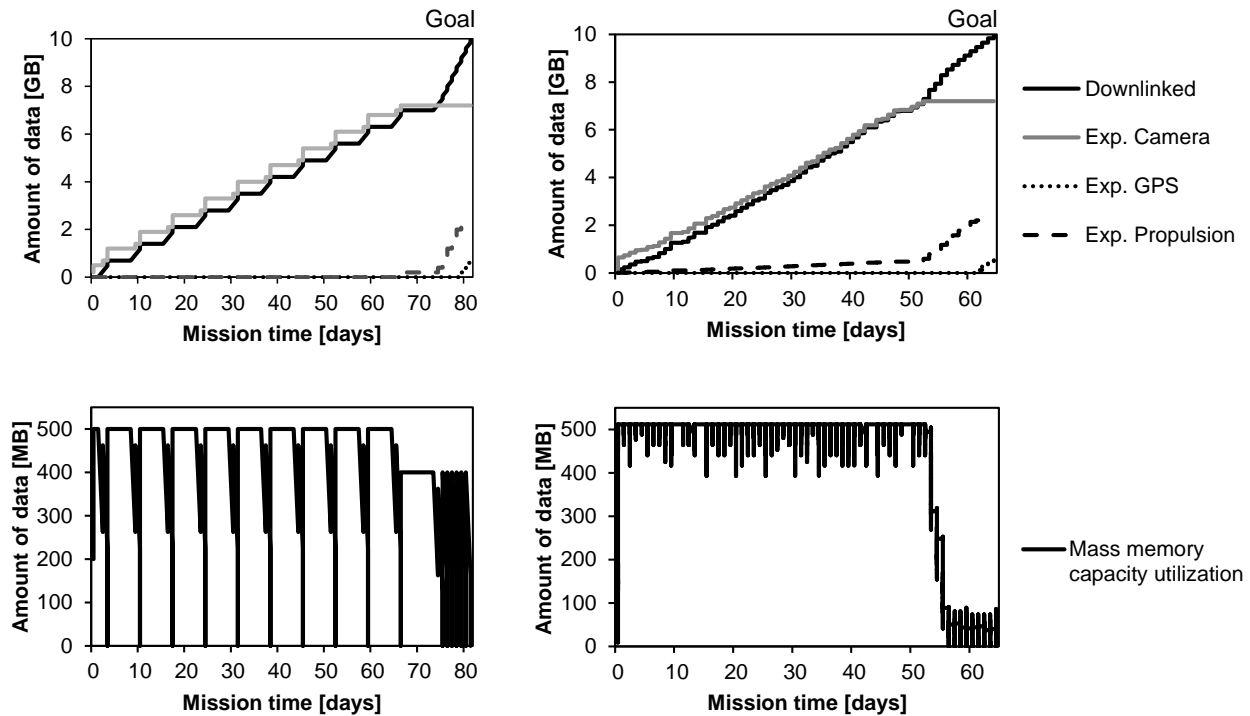 Goal
10
8
6
4
2
0
Amount of data [GB]
0 10 20 30 40 50 60 70 80
Mission time [days]
Goal
10
8
6
4
2
0
Amount of data [GB]
0 10 20 30 40 50 60
Mission time [days]
Downlinked
Exp. Camera
Exp. GPS
Exp. Propulsion
500
400
300
200
100
0
Amount of data [MB]
0 10 20 30 40 50 60 70 80
Mission time [days]
500
400
300
200
100
0
Amount of data [MB]
0 10 20 30 40 50 60
Mission time [days]
Mass memory
capacity utilization